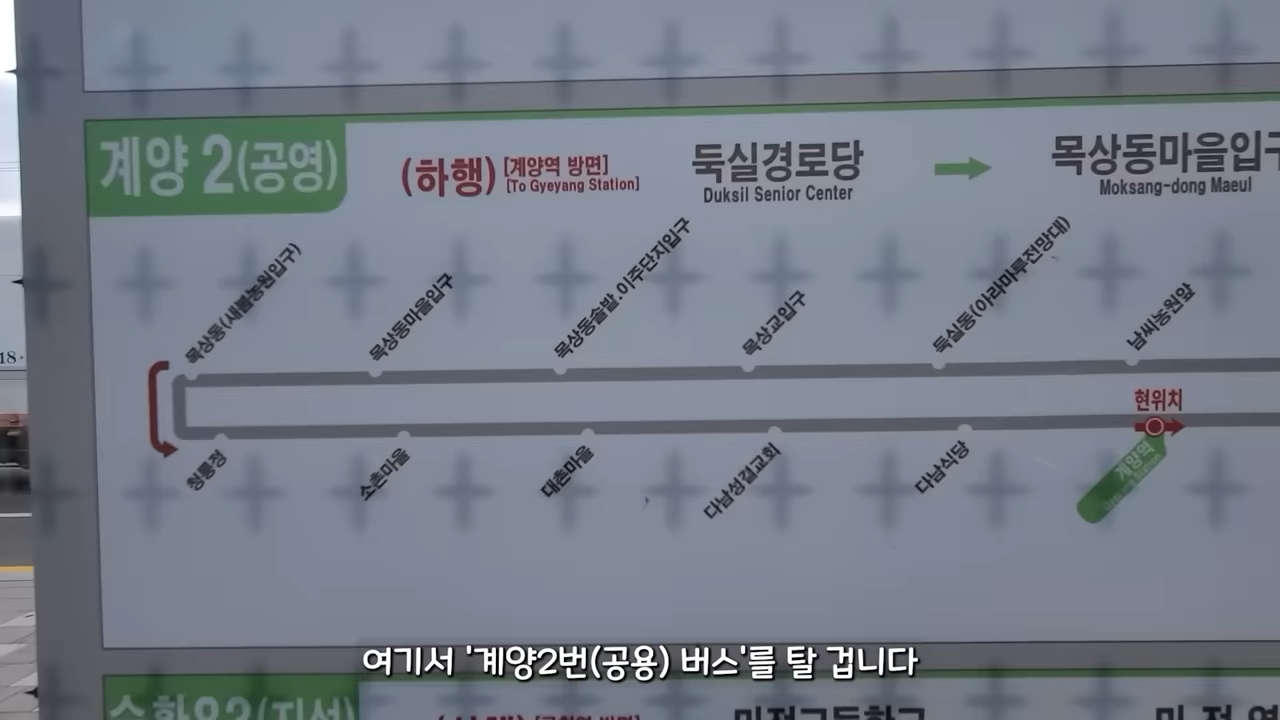 계양 2(공영)
(하행) [계양역 방면]
[To Gyeyang Station]
둑실경로당
Duksil Senior Center
목상동마을입구
Moksang-dong Maeul
목상동(새봄농원입구)
목상동마을입구
목상동솔밭.이주단지입구
목상교입구
둑실동(아라마루전망대)
남씨농원앞
현위치
청룡정
소촌마을
대촌마을
다남성결교회
다남식당
계양역
여기서 '계양2번(공용) 버스'를 탈 겁니다